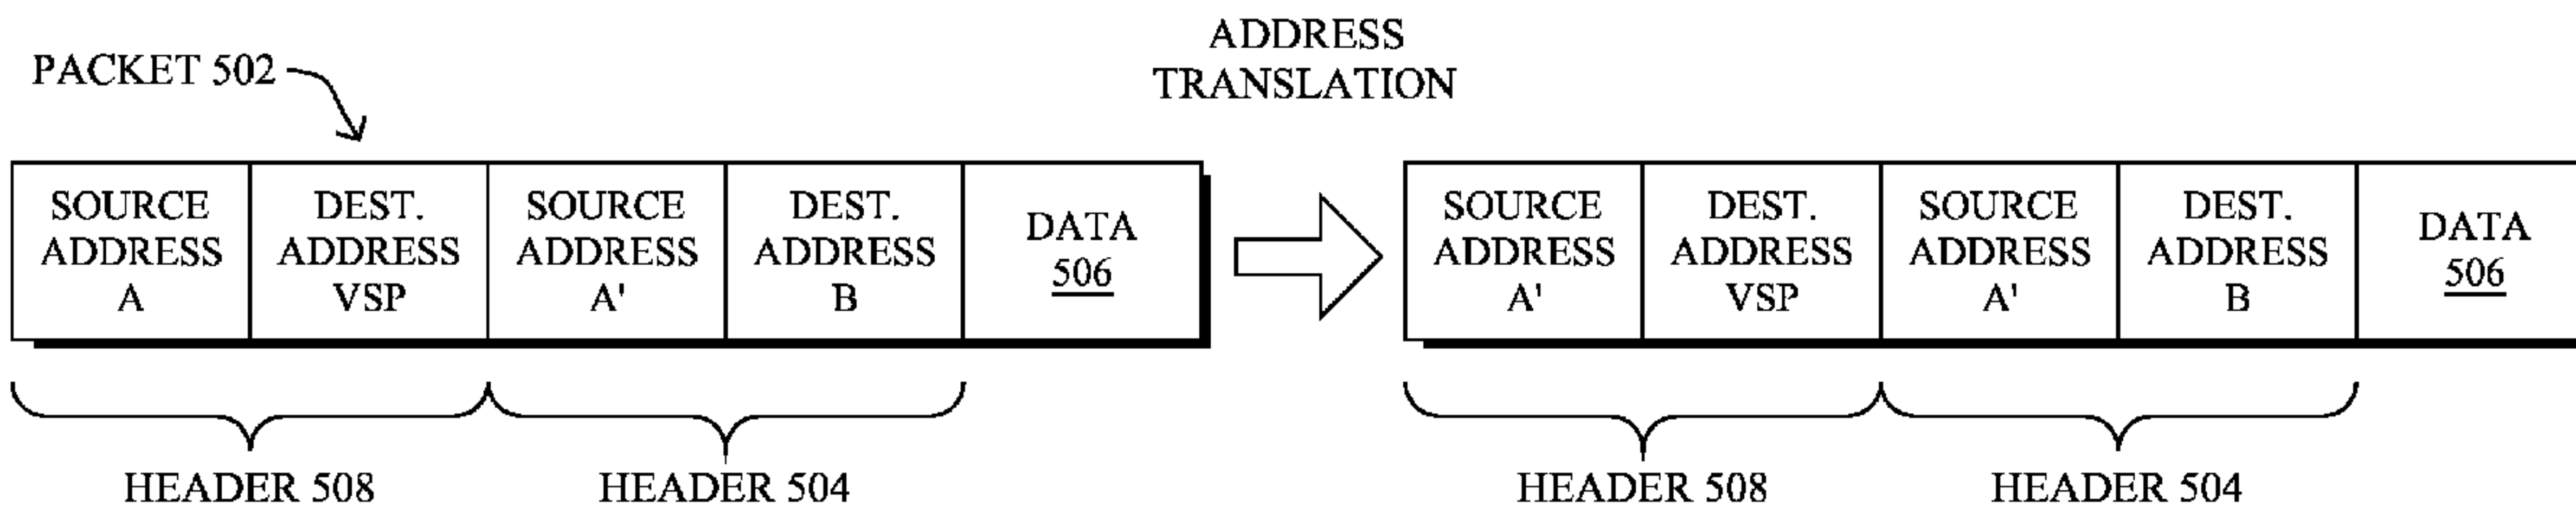 ADDRESS
TRANSLATION
PACKET 502
SOURCE
ADDRESS
A
DEST.
ADDRESS
VSP
SOURCE
ADDRESS
A'
DEST.
ADDRESS
B
DATA
506
SOURCE
ADDRESS
A'
DEST.
ADDRESS
VSP
SOURCE
ADDRESS
A'
DEST.
ADDRESS
B
DATA
506
HEADER 508
HEADER 504
HEADER 508
HEADER 504